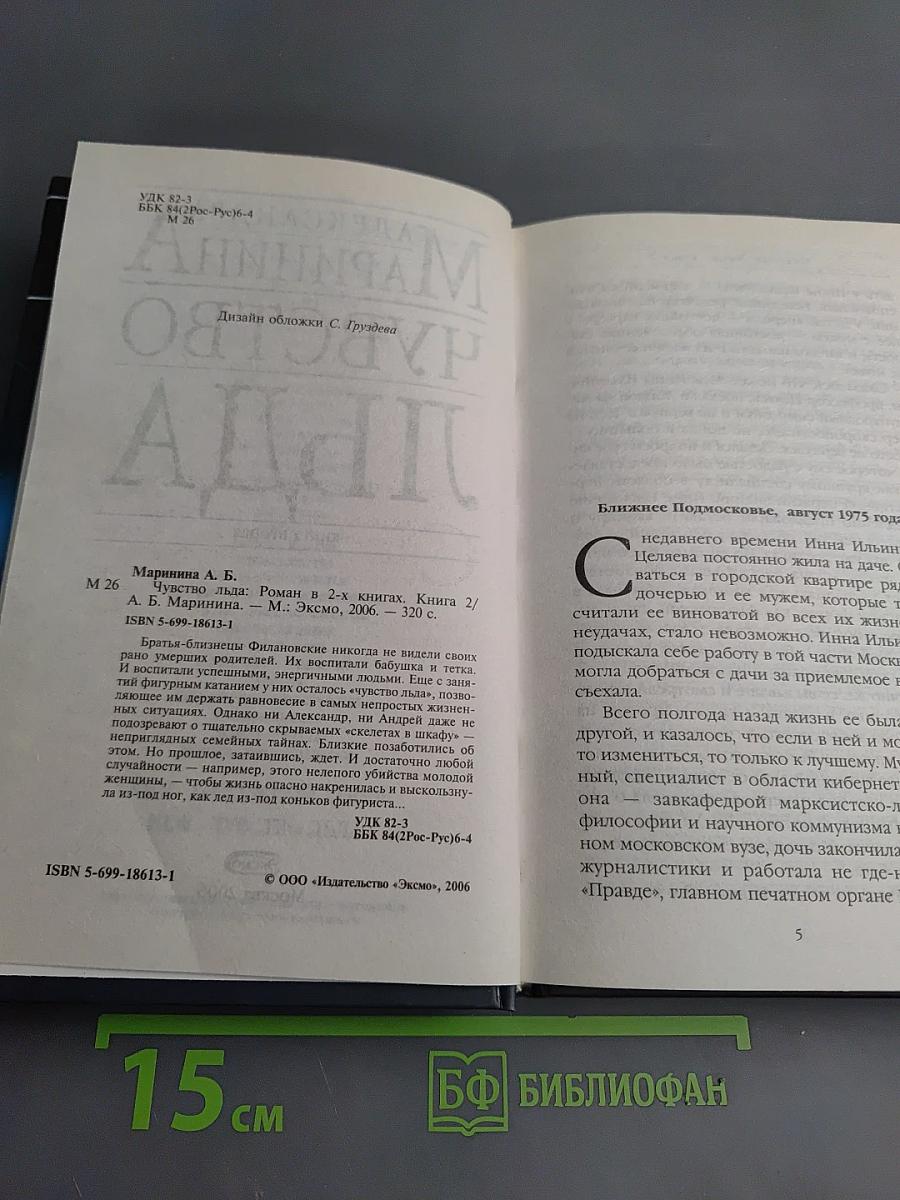 УДК 82-3
ББК 84(2Рос-Рус)6-4
М 26
Дизайн обложки С. Груздева
Маринина А. Б.
М 26 Чувство льда: Роман в 2-х книгах. Книга 2/
А. Б. Маринина. — М.: Эксмо, 2006. — 320 с.
ISBN 5-699-18613-1
Братья-близнецы Филановские никогда не видели своих
рано умерших родителей. Их воспитали бабушка и тетка.
И воспитали успешными, энергичными людьми. Еще с заня-
тий фигурным катанием у них осталось «чувство льда», позво-
ляющее им держать равновесие в самых непростых жизнен-
ных ситуациях. Однако ни Александр, ни Андрей даже не
подозревают о тщательно скрываемых «скелетах в шкафу» —
неприглядных семейных тайнах. Близкие позаботились об
этом. Но прошлое, затаившись, ждет. И достаточно любой
случайности — например, этого нелепого убийства молодой
женщины, — чтобы жизнь опасно накренилась и выскользну-
ла из-под ног, как лед из-под коньков фигуриста...
УДК 82-3
ББК 84(2Рос-Рус)6-4
ISBN 5-699-18613-1
© ООО «Издательство «Эксмо», 2006
Ближнее Подмосковье, август 1975 года
С недавнего времени Инна Ильин
Целяева постоянно жила на даче.
ваться в городской квартире ряд
дочерью и ее мужем, которые т
считали ее виноватой во всех их жизн
неудачах, стало невозможно. Инна Ильи
подыскала себе работу в той части Москв
могла добраться с дачи за приемлемое в
съехала.
Всего полгода назад жизнь ее была
другой, и казалось, что если в ней и мо
то измениться, то только к лучшему. Му
ный, специалист в области кибернет
она — завкафедрой марксистско-л
философии и научного коммунизма в
ном московском вузе, дочь закончила
журналистики и работала не где-н
«Правде», главном печатном органе
5
15 см
БФ БИБЛИОФАН